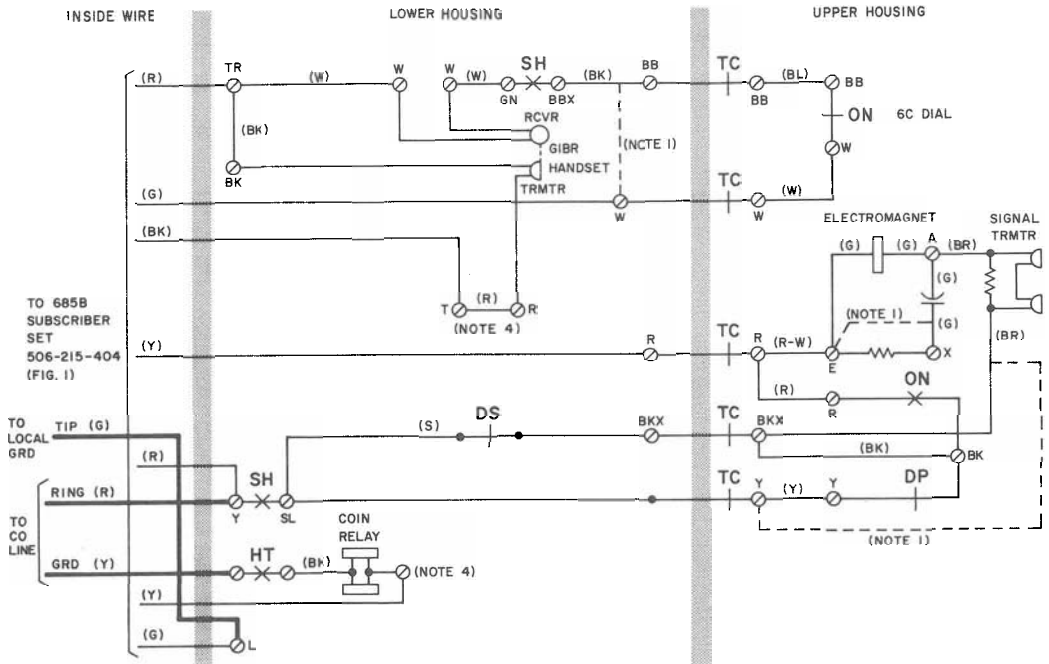 INSIDE WIRE
LOWER HOUSING
UPPER HOUSING
(R)
TR
(W)
W
W
(W)
SH
(BK)
BB
TC
(BL)
BB
GN
BBX
BB
ON
6C DIAL
(BK)
RCVR
GIBR
(NCTE 1)
W
BK
HANDSET
TRMTR
TC
(G)
W
W
(W)
(BK)
ELECTROMAGNET
SIGNAL
TRMTR
(G)
(G)
A
(BR)
(G)
TO 685B
SUBSCRIBER
SET
506-215-404
(FIG. 1)
T
(R)
R
(NOTE 4)
(NOTE 1)
(G)
(BR)
(Y)
R
TC
R
(R-W)
E
X
(R)
R
ON
TO
LOCAL
GRD
TIP (G)
(S)
DS
BKX
TC
BKX
(BK)
BK
(R)
SH
RING (R)
Y
SL
TC
Y
(Y)
Y
DP
TO
CO
LINE
COIN
RELAY
(NOTE 1)
GRD (Y)
HT
(BK)
(NOTE 4)
(Y)
(G)
L